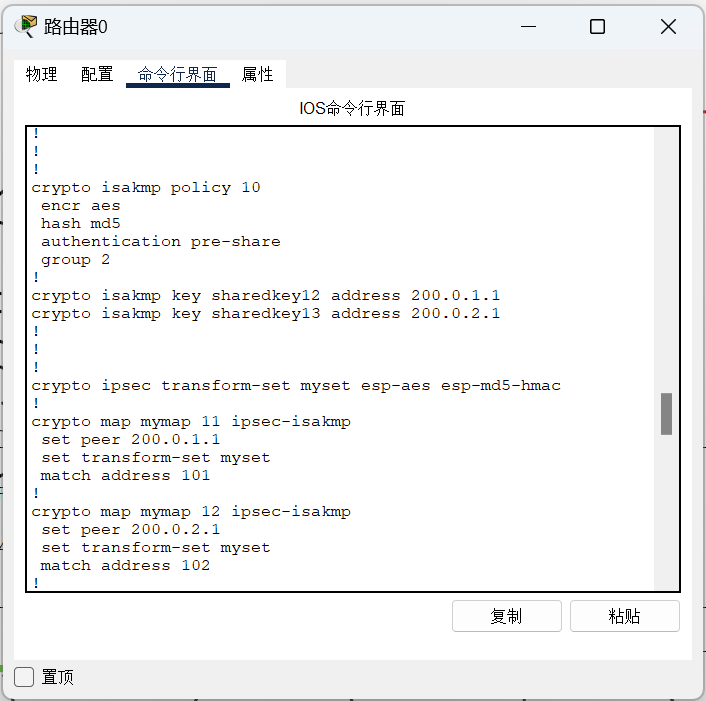 路由器0
物理 配置 命令行界面 属性
IOS命令行界面
!
!
!
crypto isakmp policy 10
 encr aes
 hash md5
 authentication pre-share
 group 2
!
crypto isakmp key sharedkey12 address 200.0.1.1
crypto isakmp key sharedkey13 address 200.0.2.1
!
!
!
crypto ipsec transform-set myset esp-aes esp-md5-hmac
!
crypto map mymap 11 ipsec-isakmp
 set peer 200.0.1.1
 set transform-set myset
 match address 101
!
crypto map mymap 12 ipsec-isakmp
 set peer 200.0.2.1
 set transform-set myset
 match address 102
!
复制 粘贴
置顶